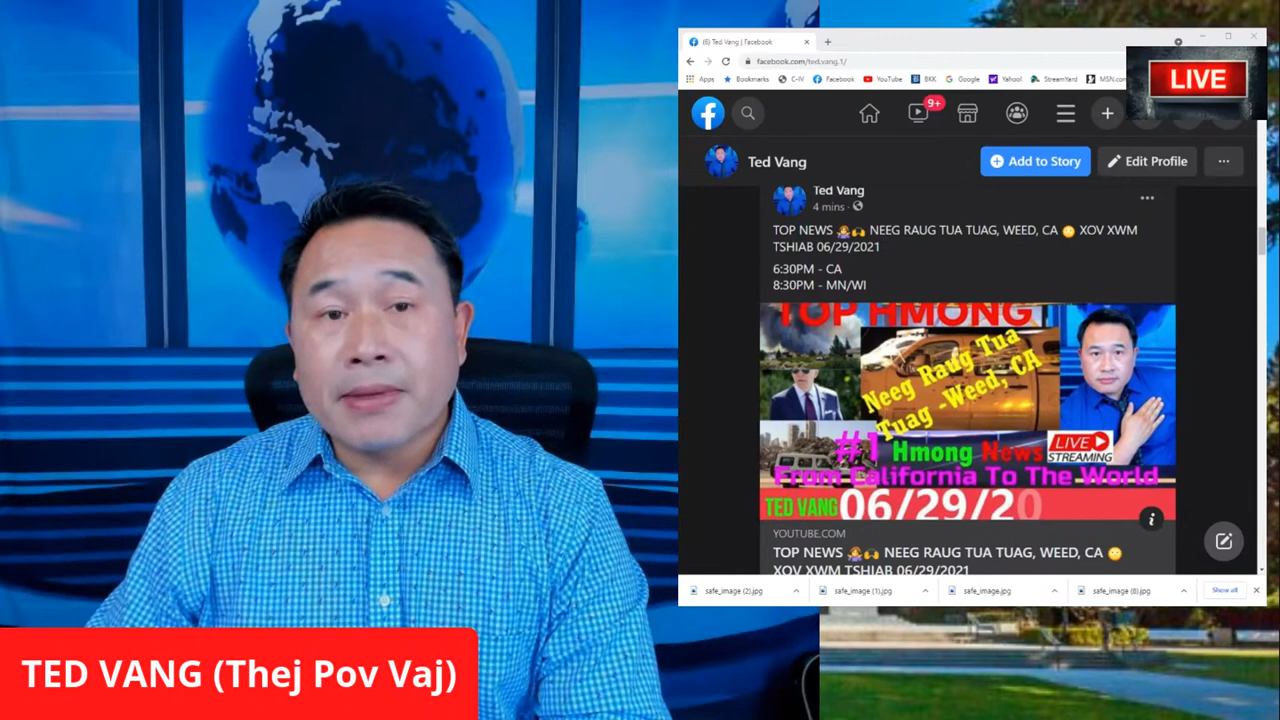 (6) Ted Vang | Facebook
facebook.com/ted.vang.1/
Apps Bookmarks C-IV Facebook YouTube BKK Google Yahoo! StreamYard MSN.com
LIVE
9+
Ted Vang
Add to Story
Edit Profile
Ted Vang
4 mins
TOP NEWS 🤷‍♀️🙌 NEEG RAUG TUA TUAG, WEED, CA 😳 XOV XWM
TSHIAB 06/29/2021
6:30PM - CA
8:30PM - MN/WI
TOP HMONG
Neeg Raug Tua
Tuag -Weed, CA
#1 Hmong News
LIVE
STREAMING
From California To The World
TED VANG 06/29/20
YOUTUBE.COM
TOP NEWS 🤷‍♀️🙌 NEEG RAUG TUA TUAG, WEED, CA 😳
XOV XWM TSHIAB 06/29/2021
safe_image (2).jpg safe_image (1).jpg safe_image.jpg safe_image (8).jpg Show all
TED VANG (Thej Pov Vaj)